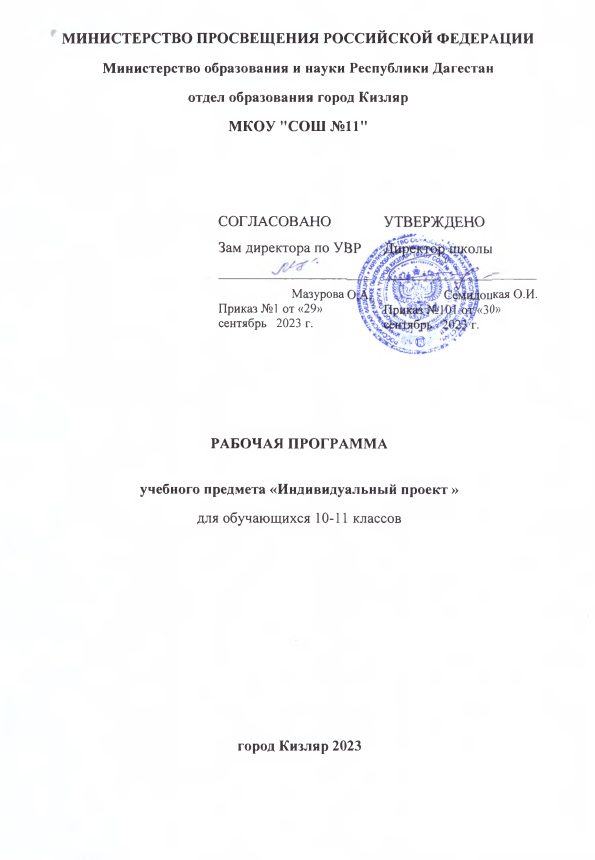 МИНИСТЕРСТВО ПРОСВЕЩЕНИЯ РОССИЙСКОЙ ФЕДЕРАЦИИ
Министерство образования и науки Республики Дагестан
отдел образования город Кизляр
МКОУ "СОШ №11"
СОГЛАСОВАНО
Зам директора по УВР
Мазурова О.А.
Приказ №1 от «29»
сентябрь 2023 г.
УТВЕРЖДЕНО
Директор школы
Семидоцкая О.И.
Приказ №101 от «30»
сентябрь 2023 г.
РАБОЧАЯ ПРОГРАММА
учебного предмета «Индивидуальный проект »
для обучающихся 10-11 классов
город Кизляр 2023